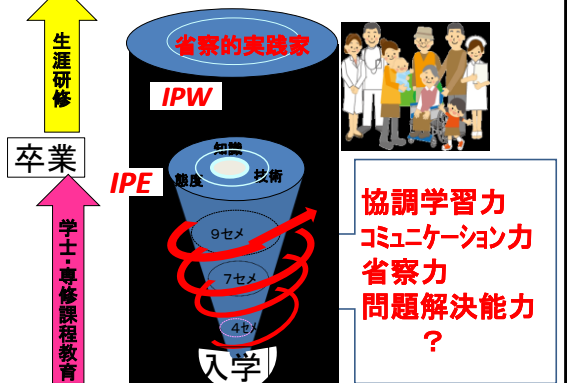 省察的実践家
生涯研修
IPW
卒業
IPE
知識
態度
技術
学士・専修課程教育
9セメ
7セメ
4セメ
入学
協調学習力
コミュニケーション力
省察力
問題解決能力
?